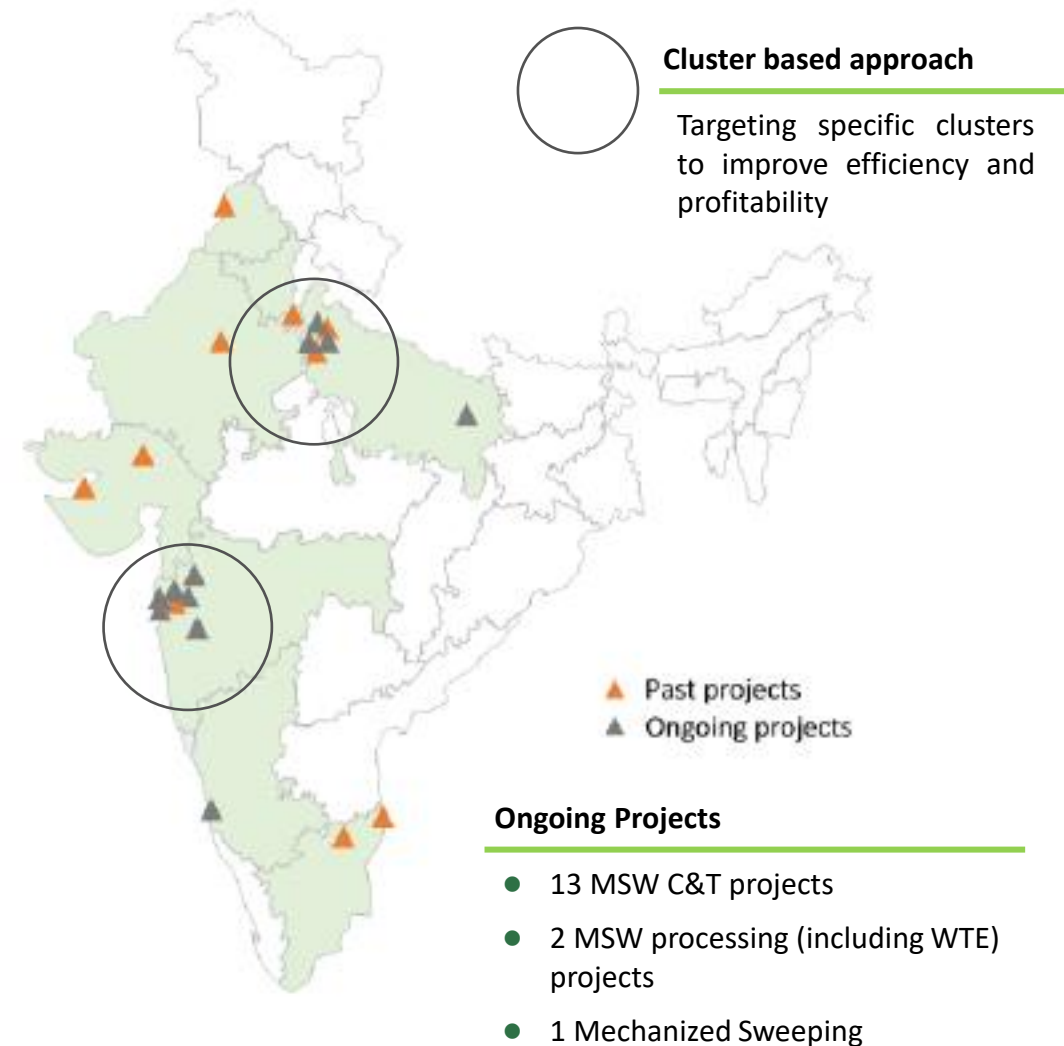 Cluster based approach
Targeting specific clusters
to improve efficiency and
profitability
Past projects
Ongoing projects
Ongoing Projects
13 MSW C&T projects
2 MSW processing (including WTE)
projects
1 Mechanized Sweeping